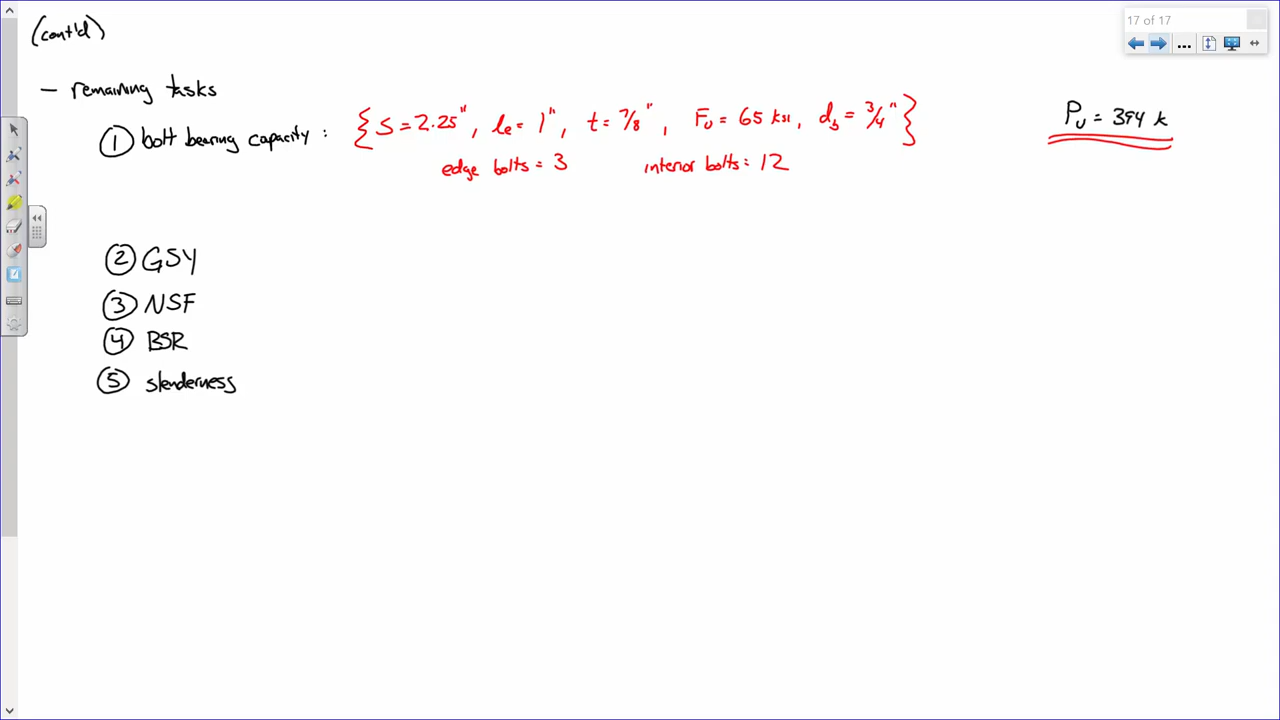 17 of 17
(cont'd)
— remaining tasks
① bolt bearing capacity : { S = 2.25", le = 1", t = 7/8", Fu = 65 ksi, db = 3/4" } Pu = 394 k
edge bolts = 3 interior bolts = 12
② GSY
③ NSF
④ BSR
⑤ slenderness